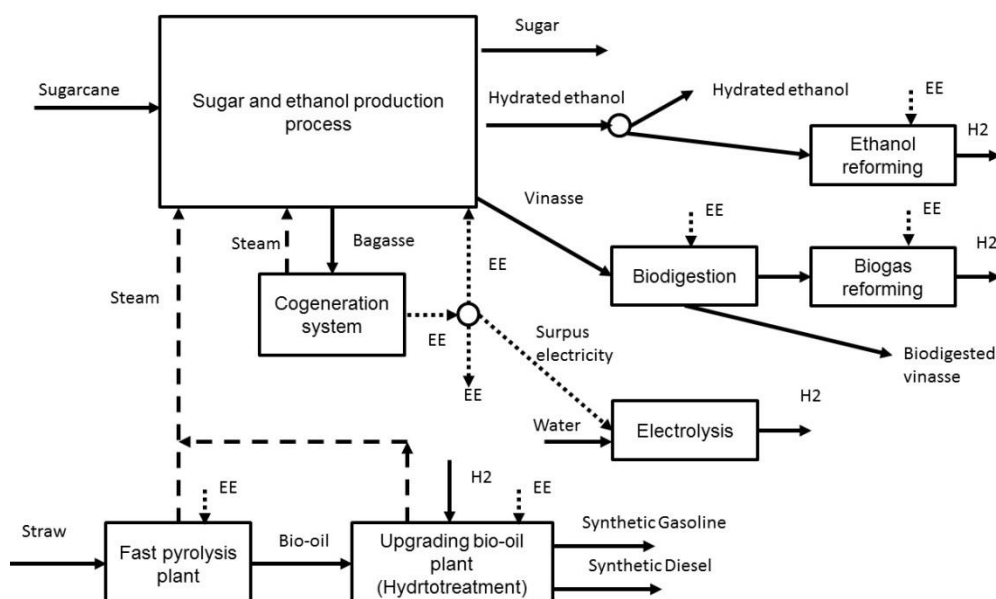 Sugar
Sugarcane
Sugar and ethanol production
process
Hydrated ethanol
Hydrated ethanol
EE
Ethanol
reforming
H2
Vinasse
Steam
Bagasse
EE
EE
EE
Biodigestion
Biogas
reforming
H2
Steam
Cogeneration
system
EE
EE
Surpus
electricity
Biodigested
vinasse
Water
Electrolysis
H2
H2
EE
EE
Straw
Fast pyrolysis
plant
Bio-oil
Upgrading bio-oil
plant
(Hydrtotreatment)
Synthetic Gasoline
Synthetic Diesel